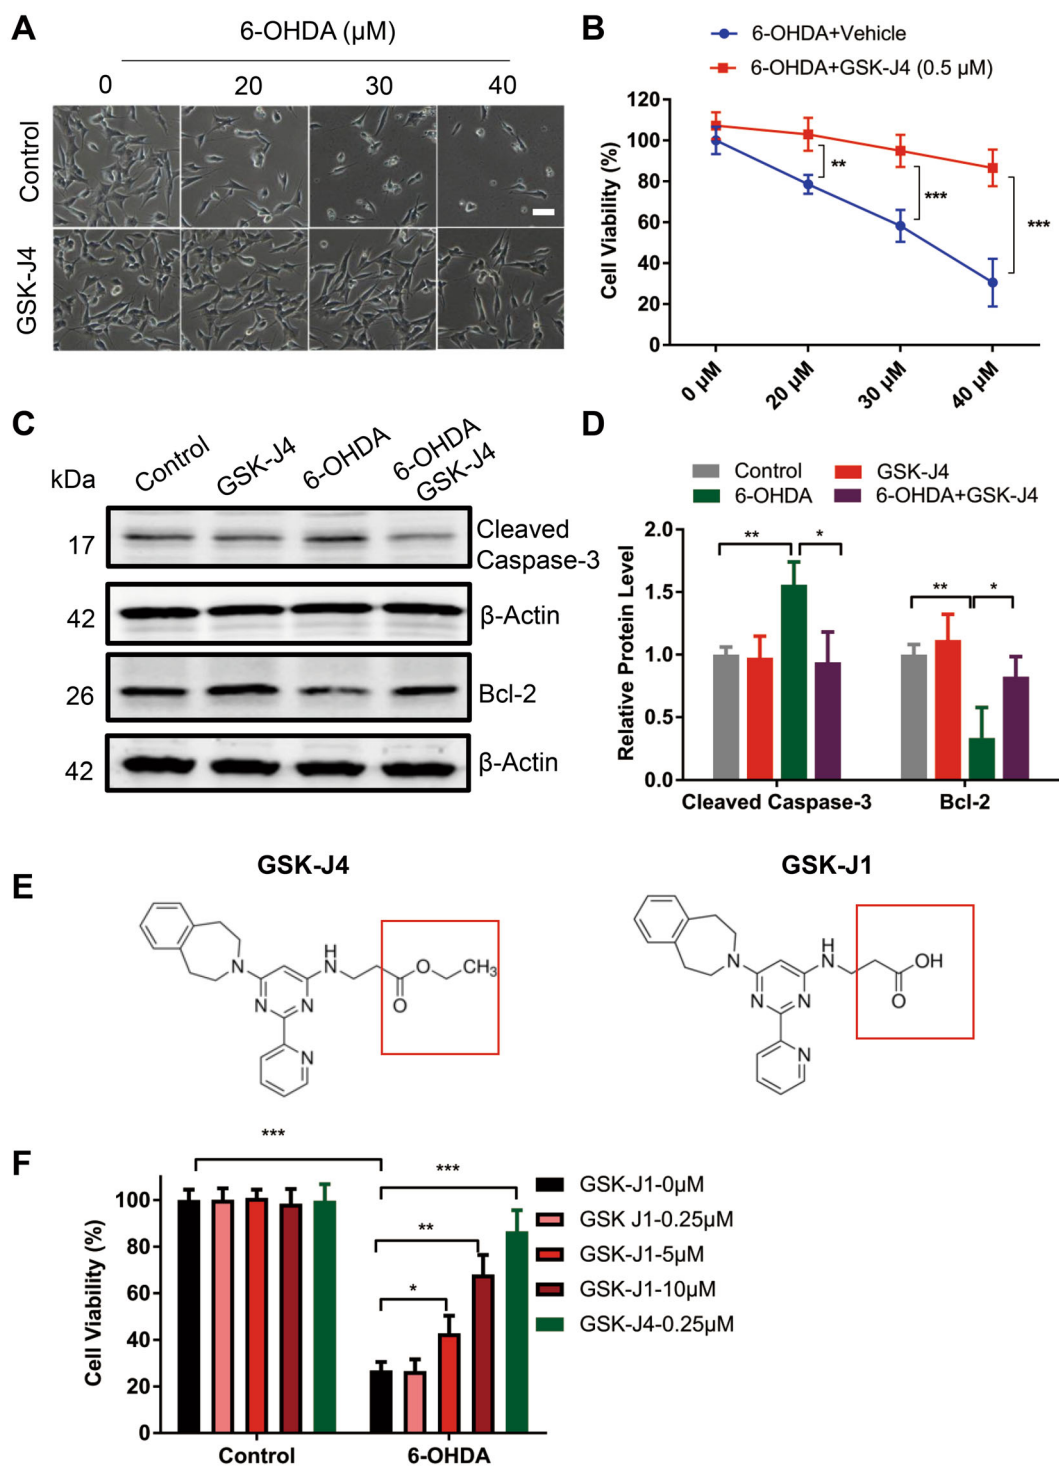 A
6-OHDA (µM)
0 20 30 40
Control
GSK-J4
B
6-OHDA+Vehicle
6-OHDA+GSK-J4 (0.5 µM)
Cell Viability (%)
120
100
80
60
40
20
0
**
***
***
0 µM 20 µM 30 µM 40 µM
C
kDa
Control GSK-J4 6-OHDA 6-OHDA GSK-J4
17 Cleaved Caspase-3
42 β-Actin
26 Bcl-2
42 β-Actin
D
Control GSK-J4
6-OHDA 6-OHDA+GSK-J4
Relative Protein Level
2.0
1.5
1.0
0.5
0.0
** *
** *
Cleaved Caspase-3 Bcl-2
E
GSK-J4
H
N
N
O
CH3
O
N N
N
GSK-J1
H
N
N
OH
O
N N
N
F
***
***
**
*
Cell Viability (%)
100
80
60
40
20
0
Control 6-OHDA
GSK-J1-0µM
GSK J1-0.25µM
GSK-J1-5µM
GSK-J1-10µM
GSK-J4-0.25µM